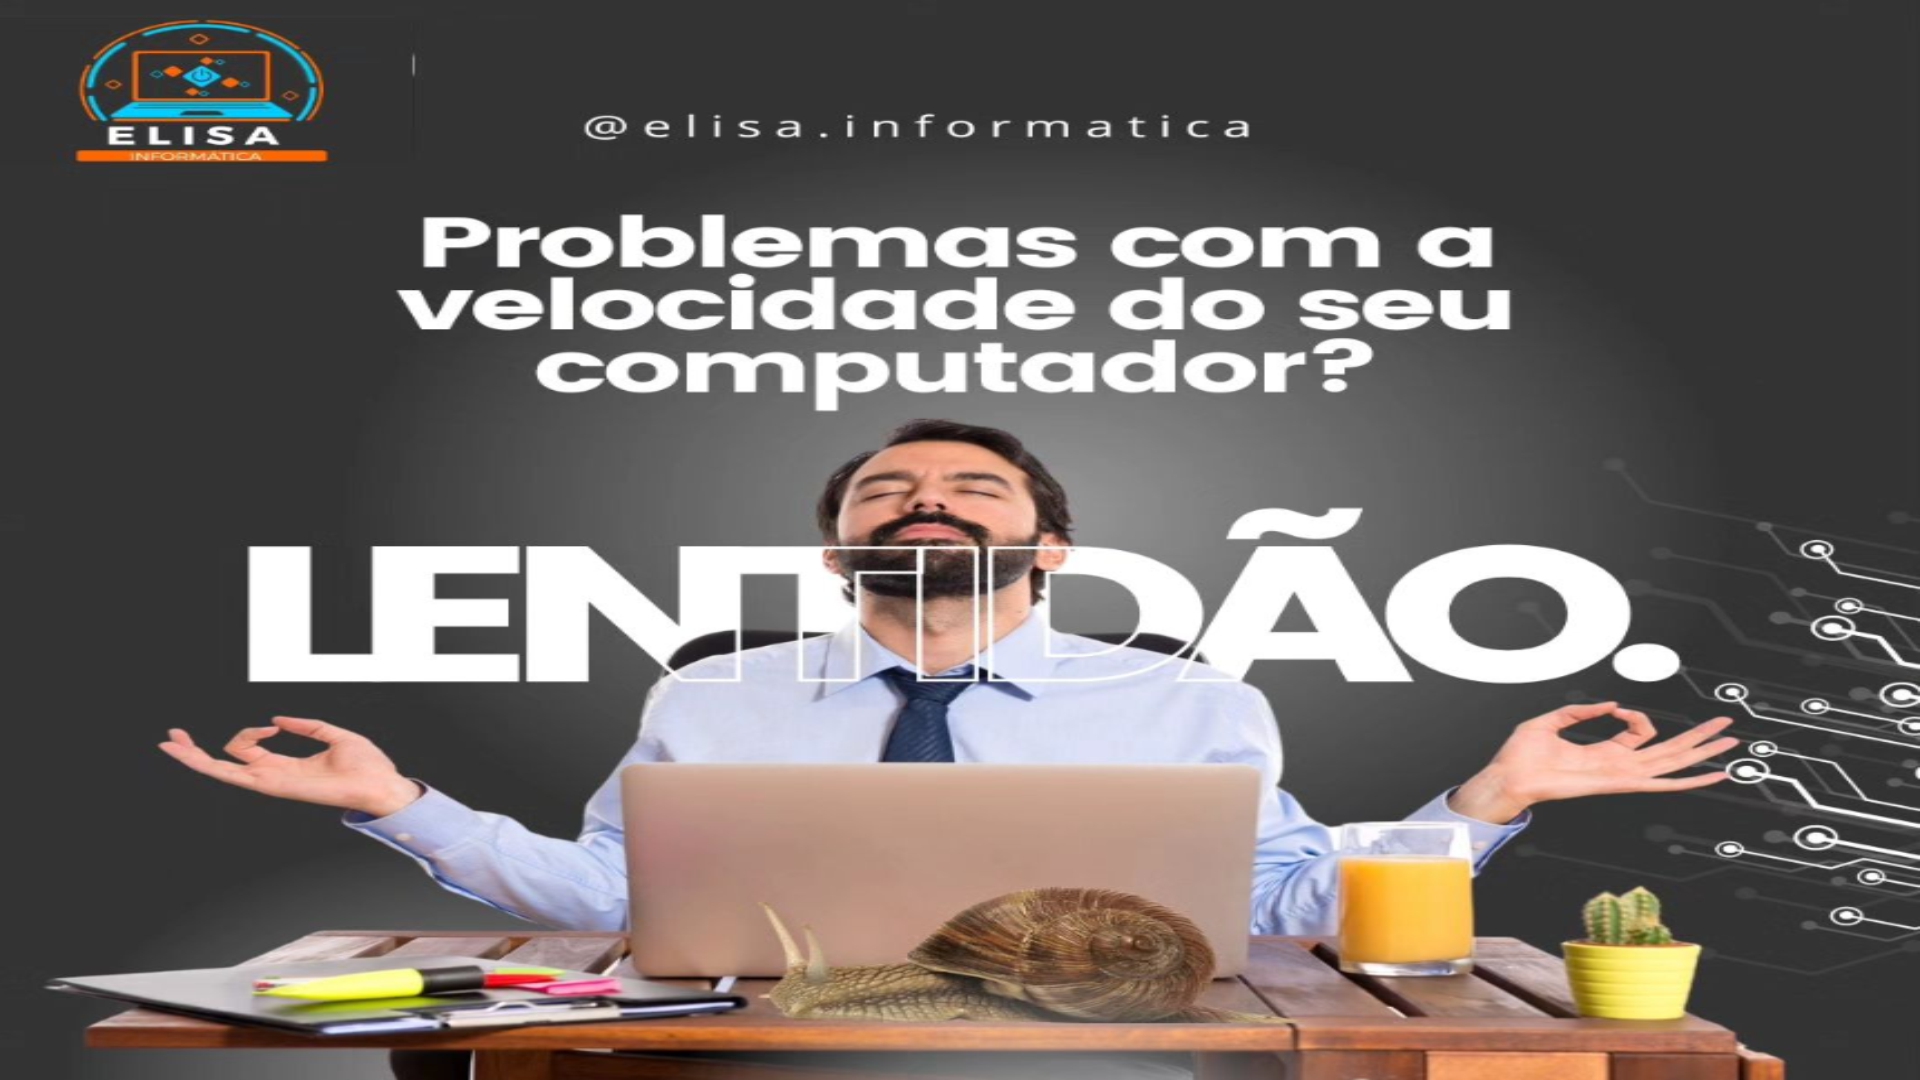 ELISA
INFORMÁTICA
@elisa.informatica
Problemas com a
velocidade do seu
computador?
LENTIDÃO.